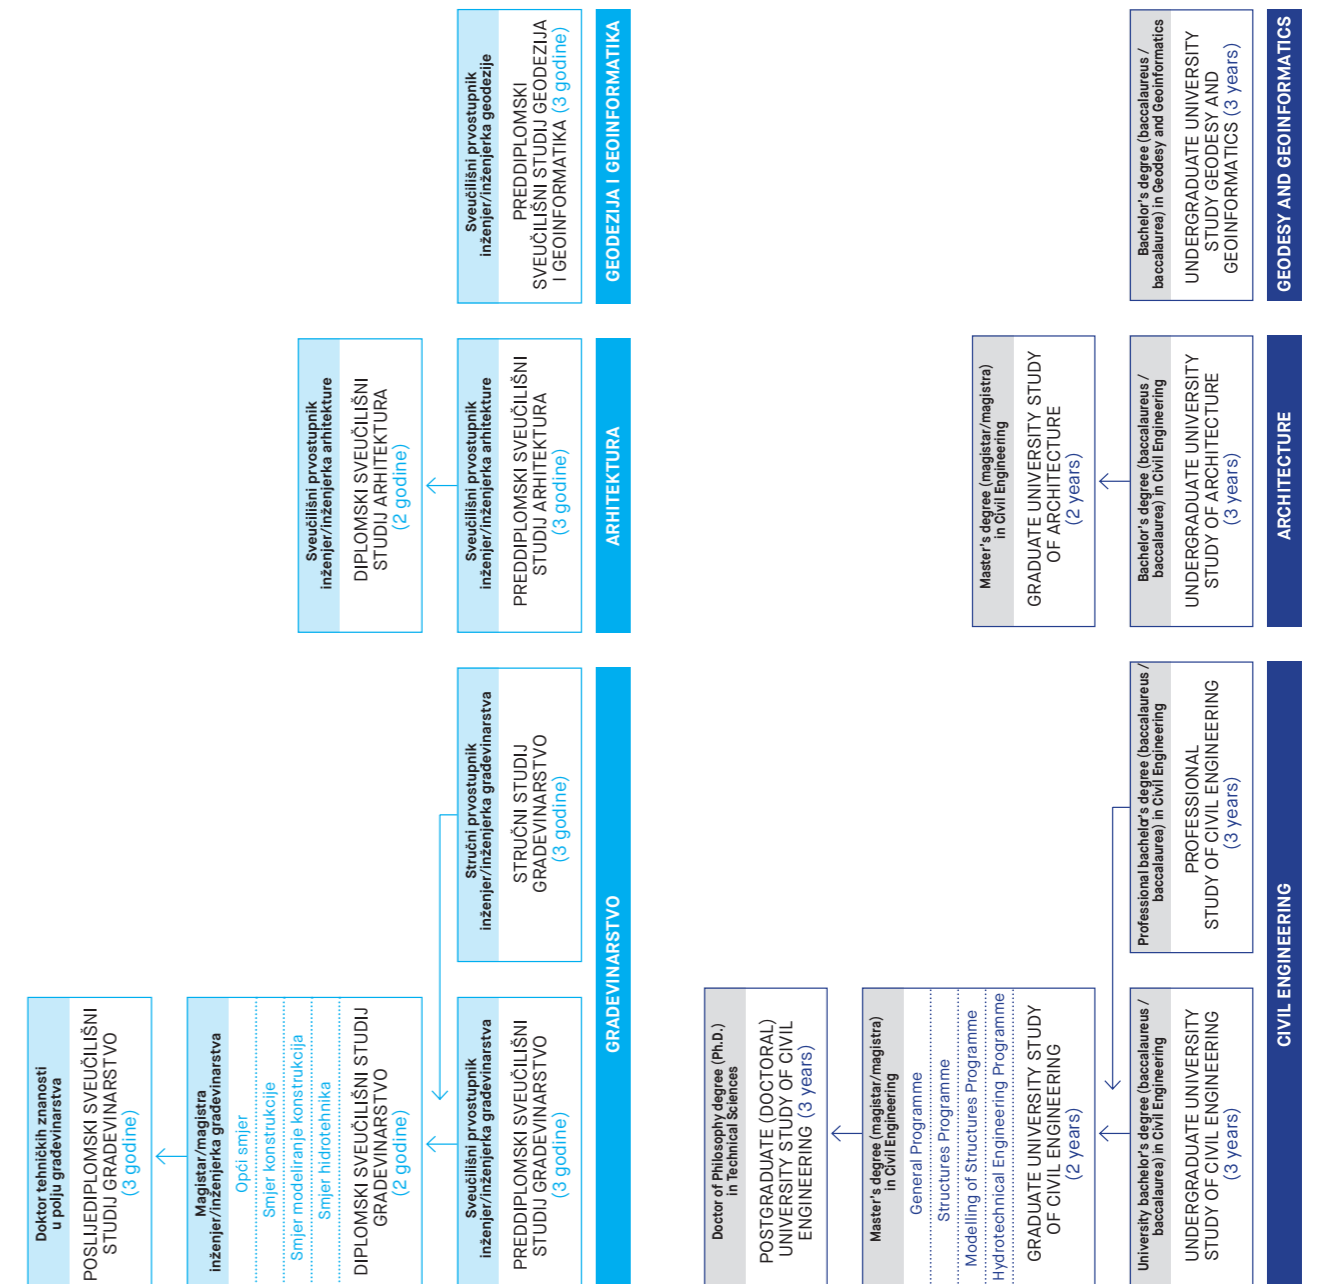 Doktor tehničkih znanosti
u polju građevinarstva
POSLIJEDIPLOMSKI SVEUČILIŠNI
STUDIJ GRAĐEVINARSTVO
(3 godine)
Magistar/magistra
inženjer/inženjerka građevinarstva
Opći smjer
Smjer konstrukcije
Smjer modeliranje konstrukcija
Smjer hidrotehnika
DIPLOMSKI SVEUČILIŠNI STUDIJ
GRAĐEVINARSTVO
(2 godine)
Sveučilišni prvostupnik
inženjer/inženjerka građevinarstva
PREDDIPLOMSKI SVEUČILIŠNI
STUDIJ GRAĐEVINARSTVO
(3 godine)
Stručni prvostupnik
inženjer/inženjerka građevinarstva
STRUČNI STUDIJ
GRAĐEVINARSTVO
(3 godine)
GRAĐEVINARSTVO
Sveučilišni prvostupnik
inženjer/inženjerka arhitekture
DIPLOMSKI SVEUČILIŠNI
STUDIJ ARHITEKTURA
(2 godine)
Sveučilišni prvostupnik
inženjer/inženjerka arhitekture
PREDDIPLOMSKI SVEUČILIŠNI
STUDIJ ARHITEKTURA
(3 godine)
ARHITEKTURA
Sveučilišni prvostupnik
inženjer/inženjerka geodezije
PREDDIPLOMSKI
SVEUČILIŠNI STUDIJ GEODEZIJA
I GEOINFORMATIKA (3 godine)
GEODEZIJA I GEOINFORMATIKA
Doctor of Philosophy degree (Ph.D.)
in Technical Sciences
POSTGRADUATE (DOCTORAL)
UNIVERSITY STUDY OF CIVIL
ENGINEERING (3 years)
Master's degree (magistar/magistra)
in Civil Engineering
General Programme
Structures Programme
Modelling of Structures Programme
Hydrotechnical Engineering Programme
GRADUATE UNIVERSITY STUDY
OF CIVIL ENGINEERING
(2 years)
University bachelor's degree (baccalaureus /
baccalaurea) in Civil Engineering
UNDERGRADUATE UNIVERSITY
STUDY OF CIVIL ENGINEERING
(3 years)
Professional bachelor's degree (baccalaureus /
baccalaurea) in Civil Engineering
PROFESSIONAL
STUDY OF CIVIL ENGINEERING
(3 years)
CIVIL ENGINEERING
Master's degree (magistar/magistra)
in Civil Engineering
GRADUATE UNIVERSITY STUDY
OF ARCHITECTURE
(2 years)
Bachelor's degree (baccalaureus /
baccalaurea) in Civil Engineering
UNDERGRADUATE UNIVERSITY
STUDY OF ARCHITECTURE
(3 years)
ARCHITECTURE
Bachelor's degree (baccalaureus /
baccalaurea) in Geodesy and Geoinformatics
UNDERGRADUATE UNIVERSITY
STUDY GEODESY AND
GEOINFORMATICS (3 years)
GEODESY AND GEOINFORMATICS